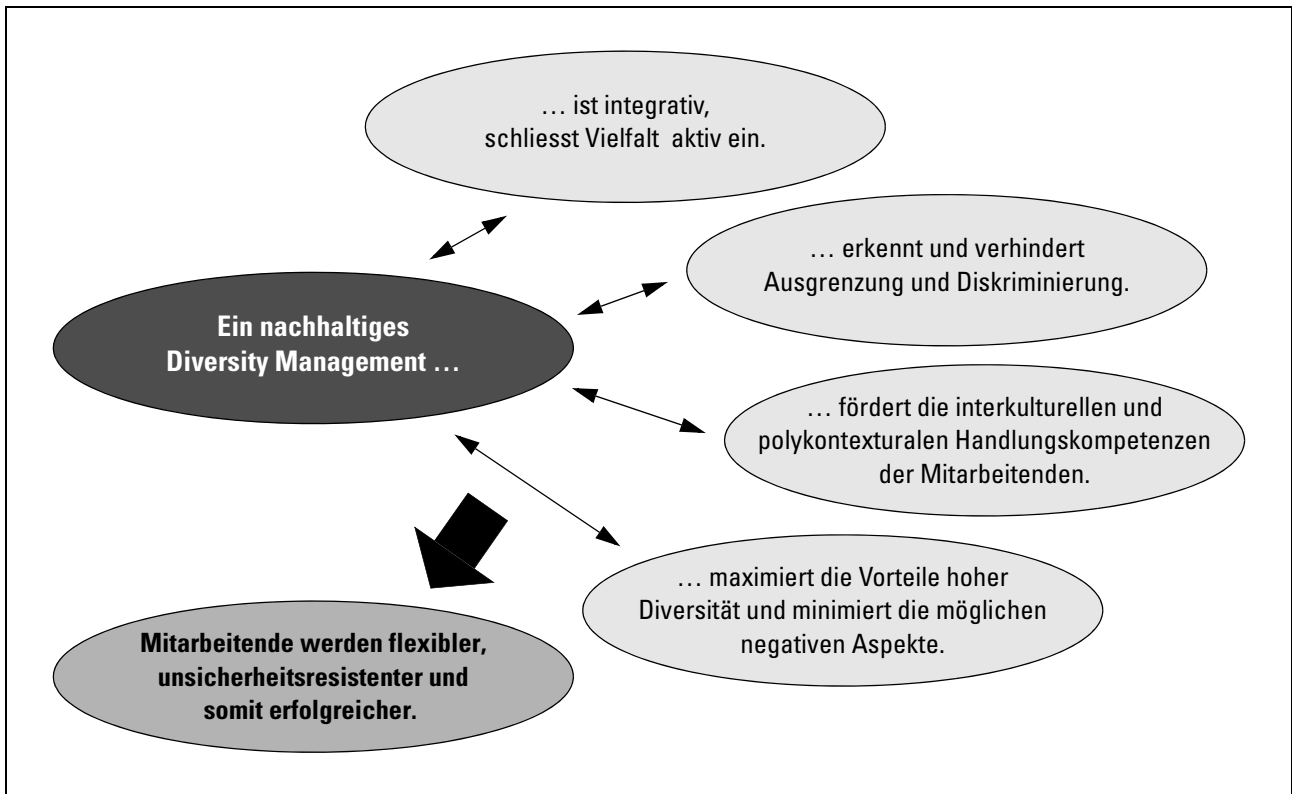 … ist integrativ,
schliesst Vielfalt aktiv ein.
… erkennt und verhindert
Ausgrenzung und Diskriminierung.
Ein nachhaltiges
Diversity Management …
… fördert die interkulturellen und
polykontexturalen Handlungskompetenzen
der Mitarbeitenden.
… maximiert die Vorteile hoher
Diversität und minimiert die möglichen
negativen Aspekte.
Mitarbeitende werden flexibler,
unsicherheitsresistenter und
somit erfolgreicher.